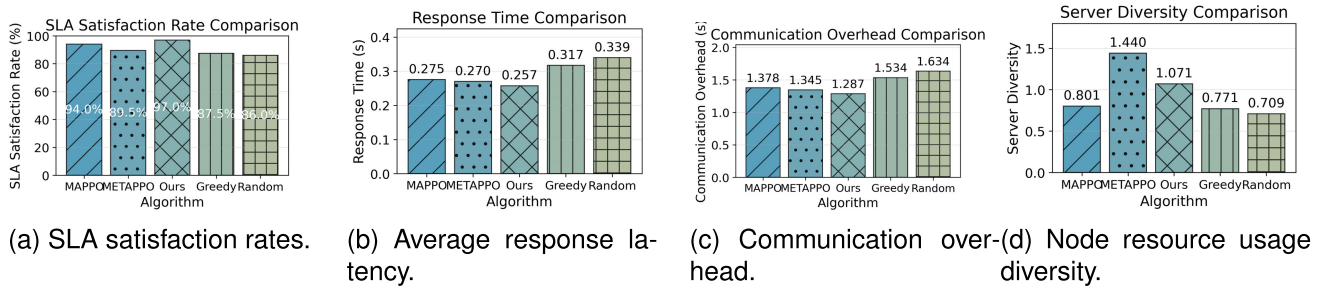 SLA Satisfaction Rate Comparison
SLA Satisfaction Rate (%)
100
80
60
40
20
0
94.0%
89.5%
97.0%
87.5%
86.0%
MAPPO METAPPO Ours Greedy Random
Algorithm
(a) SLA satisfaction rates.
Response Time Comparison
Response Time (s)
0.4
0.3
0.2
0.1
0.0
0.275
0.270
0.257
0.317
0.339
MAPPO METAPPO Ours Greedy Random
Algorithm
(b) Average response la-
tency.
Communication Overhead Comparison
Communication Overhead (s)
2.0
1.5
1.0
0.5
0.0
1.378
1.345
1.287
1.534
1.634
MAPPO METAPPO Ours Greedy Random
Algorithm
(c) Communication over-
head.
Server Diversity Comparison
Server Diversity
1.5
1.0
0.5
0.0
0.801
1.440
1.071
0.771
0.709
MAPPO METAPPO Ours Greedy Random
Algorithm
(d) Node resource usage
diversity.